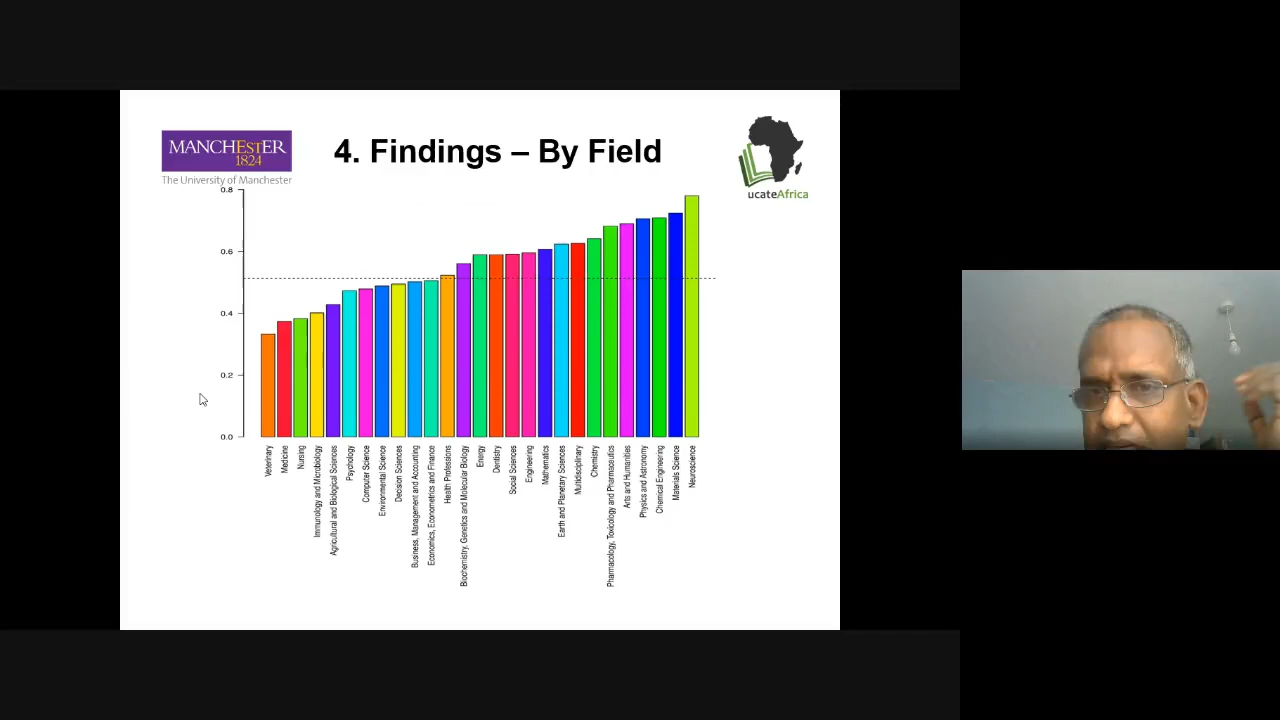 MANCHESTER
1824
The University of Manchester
4. Findings – By Field
ucateAfrica
0.8
0.6
0.4
0.2
0.0
Veterinary
Medicine
Nursing
Immunology and Microbiology
Agricultural and Biological Sciences
Psychology
Computer Science
Environmental Science
Decision Sciences
Business, Management and Accounting
Economics, Econometrics and Finance
Health Professions
Biochemistry, Genetics and Molecular Biology
Energy
Dentistry
Social Sciences
Engineering
Mathematics
Earth and Planetary Sciences
Multidisciplinary
Chemistry
Pharmacology, Toxicology and Pharmaceutics
Arts and Humanities
Physics and Astronomy
Chemical Engineering
Materials Science
Neuroscience